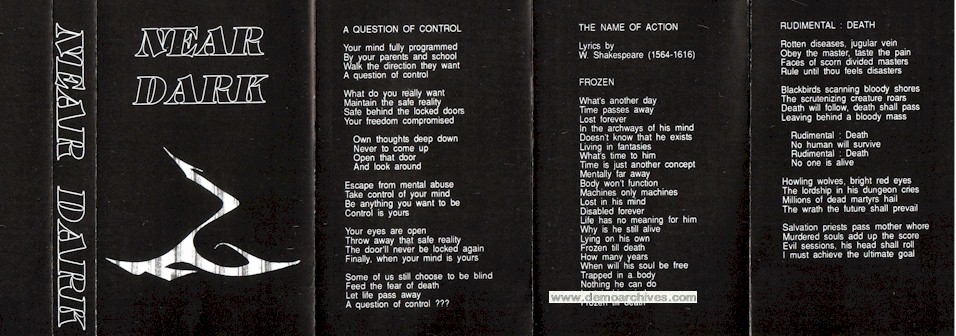 NEAR DARK
NEAR
DARK
A QUESTION OF CONTROL
Your mind fully programmed
By your parents and school
Walk the direction they want
A question of control
What do you really want
Maintain the safe reality
Safe behind the locked doors
Your freedom compromised
Own thoughts deep down
Never to come up
Open that door
And look around
Escape from mental abuse
Take control of your mind
Be anything you want to be
Control is yours
Your eyes are open
Throw away that safe reality
The door'll never be locked again
Finally, when your mind is yours
Some of us still choose to be blind
Feed the fear of death
Let life pass away
A question of control ???
THE NAME OF ACTION
Lyrics by
W. Shakespeare (1564-1616)
FROZEN
What's another day
Time passes away
Lost forever
In the archways of his mind
Doesn't know that he exists
Living in fantasies
What's time to him
Time is just another concept
Mentally far away
Body won't function
Machines only machines
Lost in his mind
Disabled forever
Life has no meaning for him
Why is he still alive
Lying on his own
Frozen till death
How many years
When will his soul be free
Trapped in a body
Nothing he can do
www.demoarchives.com
Frozen till death
RUDIMENTAL : DEATH
Rotten diseases, jugular vein
Obey the master, taste the pain
Faces of scorn divided masters
Rule until thou feels disasters
Blackbirds scanning bloody shores
The scrutenizing creature roars
Death will follow, death shall pass
Leaving behind a bloody mass
Rudimental : Death
No human will survive
Rudimental : Death
No one is alive
Howling wolves, bright red eyes
The lordship in his dungeon cries
Millions of dead martyrs hail
The wrath the future shall prevail
Salvation priests pass mother whore
Murdered souls add up the score
Evil sessions, his head shall roll
I must achieve the ultimate goal